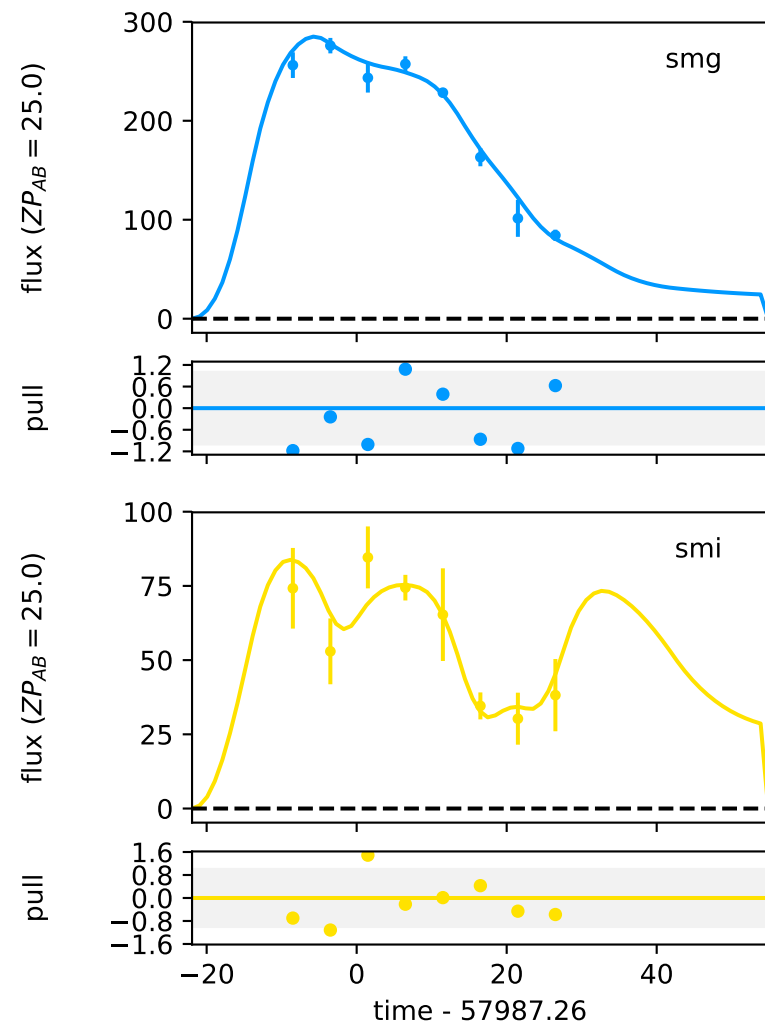 300
200
100
0
flux (ZP_AB = 25.0)
smg
1.2
0.6
0.0
−0.6
−1.2
pull
100
75
50
25
0
flux (ZP_AB = 25.0)
smi
1.6
0.8
0.0
−0.8
−1.6
pull
−20 0 20 40
time - 57987.26